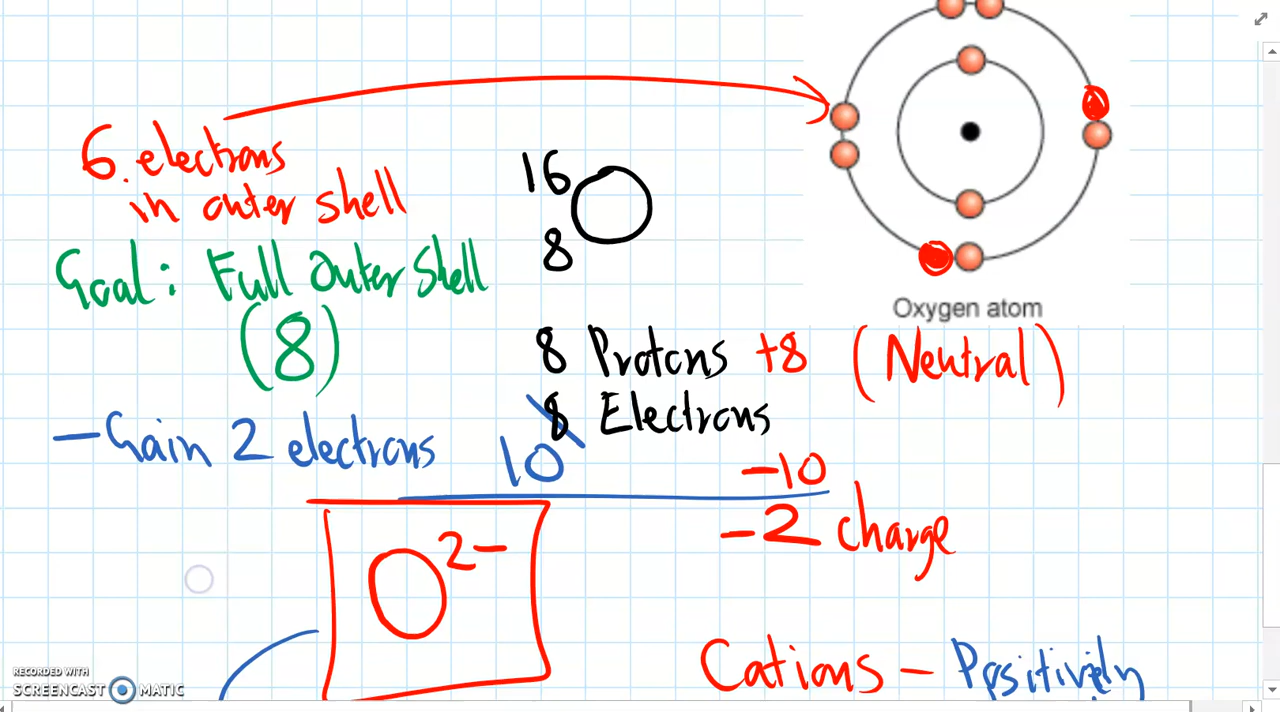 6 electrons
in outer shell
Goal: Full Outer Shell
(8)
– Gain 2 electrons
16
8
O
8 Protons +8 (Neutral)
8 Electrons
10
-10
-2 charge
O 2-
Oxygen atom
Cations – Positively
RECORDED WITH
SCREENCAST MATIC